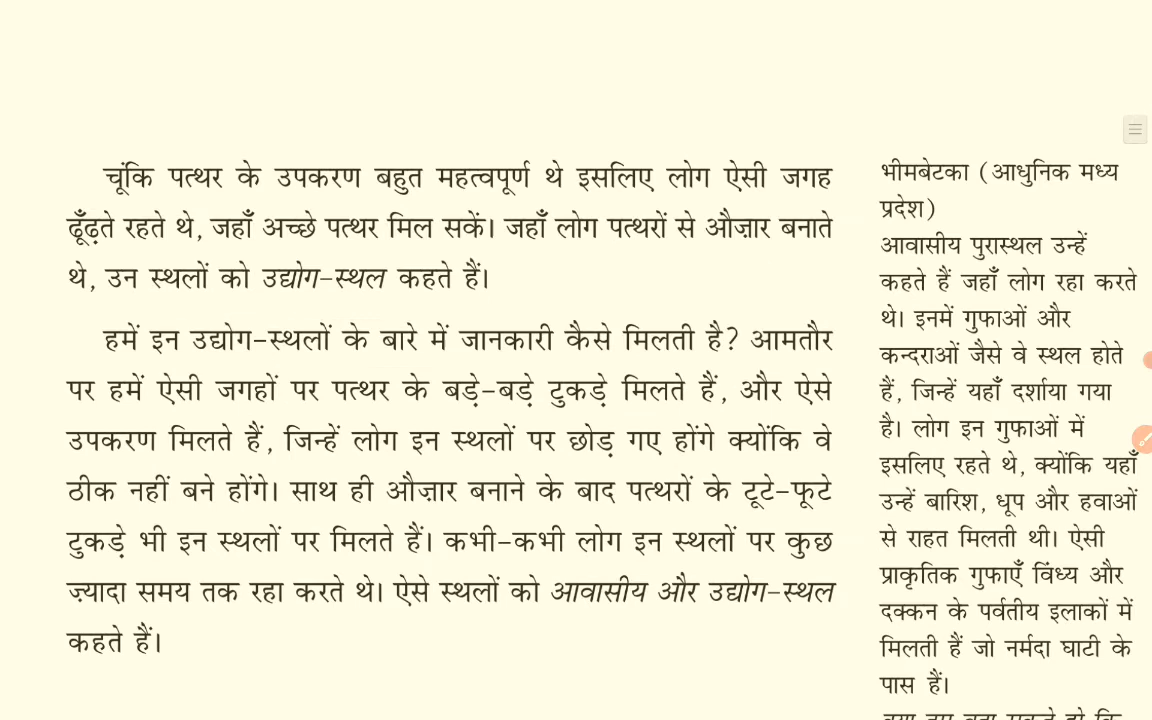 चूंकि पत्थर के उपकरण बहुत महत्वपूर्ण थे इसलिए लोग ऐसी जगह
ढूँढ़ते रहते थे, जहाँ अच्छे पत्थर मिल सकें। जहाँ लोग पत्थरों से औज़ार बनाते
थे, उन स्थलों को उद्योग-स्थल कहते हैं।
हमें इन उद्योग-स्थलों के बारे में जानकारी कैसे मिलती है? आमतौर
पर हमें ऐसी जगहों पर पत्थर के बड़े-बड़े टुकड़े मिलते हैं, और ऐसे
उपकरण मिलते हैं, जिन्हें लोग इन स्थलों पर छोड़ गए होंगे क्योंकि वे
ठीक नहीं बने होंगे। साथ ही औज़ार बनाने के बाद पत्थरों के टूटे-फूटे
टुकड़े भी इन स्थलों पर मिलते हैं। कभी-कभी लोग इन स्थलों पर कुछ
ज़्यादा समय तक रहा करते थे। ऐसे स्थलों को आवासीय और उद्योग-स्थल
कहते हैं।
भीमबेटका (आधुनिक मध्य
प्रदेश)
आवासीय पुरास्थल उन्हें
कहते हैं जहाँ लोग रहा करते
थे। इनमें गुफाओं और
कन्दराओं जैसे वे स्थल होते
हैं, जिन्हें यहाँ दर्शाया गया
है। लोग इन गुफाओं में
इसलिए रहते थे, क्योंकि यहाँ
उन्हें बारिश, धूप और हवाओं
से राहत मिलती थी। ऐसी
प्राकृतिक गुफाएँ विंध्य और
दक्कन के पर्वतीय इलाकों में
मिलती हैं जो नर्मदा घाटी के
पास हैं।